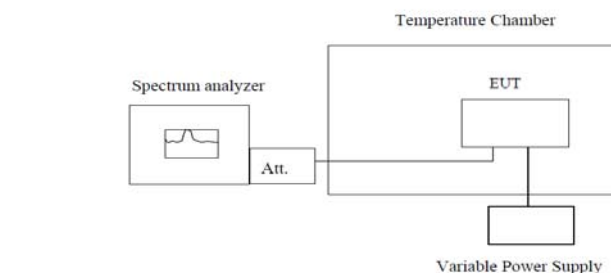 Temperature Chamber
Spectrum analyzer
EUT
Att.
Variable Power Supply